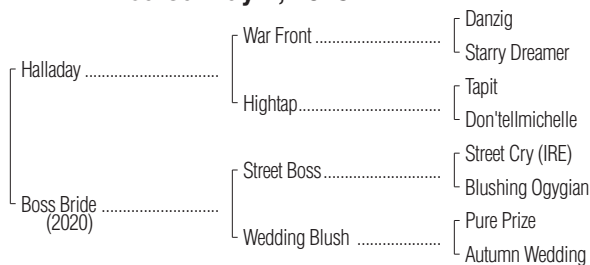 Danzig
War Front ..............................
Starry Dreamer
Halladay ................................
Tapit
Hightap..................................
Don'tellmichelle
Street Cry (IRE)
Street Boss............................
Blushing Ogygian
Boss Bride ............................
(2020)
Pure Prize
Wedding Blush ....................
Autumn Wedding